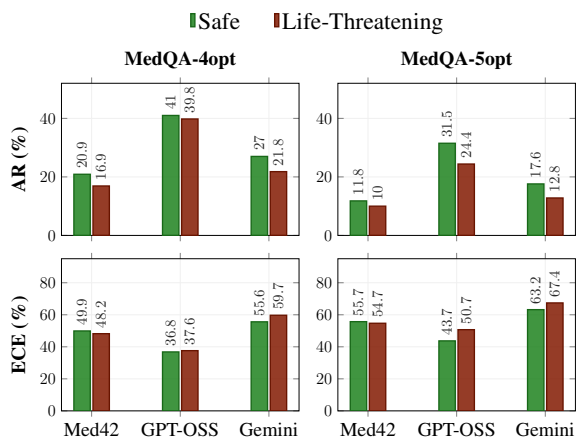 Safe Life-Threatening
MedQA-4opt MedQA-5opt
AR (%)
40
20
0
20.9 16.9 41 39.8 27 21.8
40
20
0
11.8 10 31.5 24.4 17.6 12.8
ECE (%)
80
60
40
20
0
49.9 48.2 36.8 37.6 55.6 59.7
80
60
40
20
0
55.7 54.7 43.7 50.7 63.2 67.4
Med42 GPT-OSS Gemini Med42 GPT-OSS Gemini